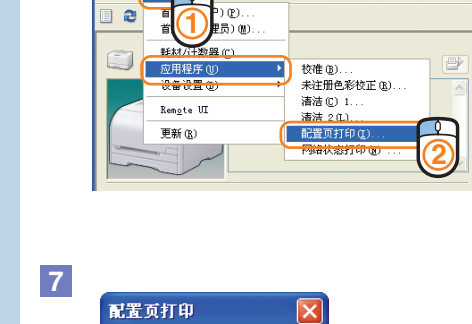 ①
耗材/计数器(C)
应用程序(U)
设备设置(D)
Remote UI
更新(R)
校准(B)...
未注册色彩校正(R)...
清洁(C) 1...
清洁 2(L)...
配置页打印(I)...
网络状态打印(N) ...
②
7
配置页打印